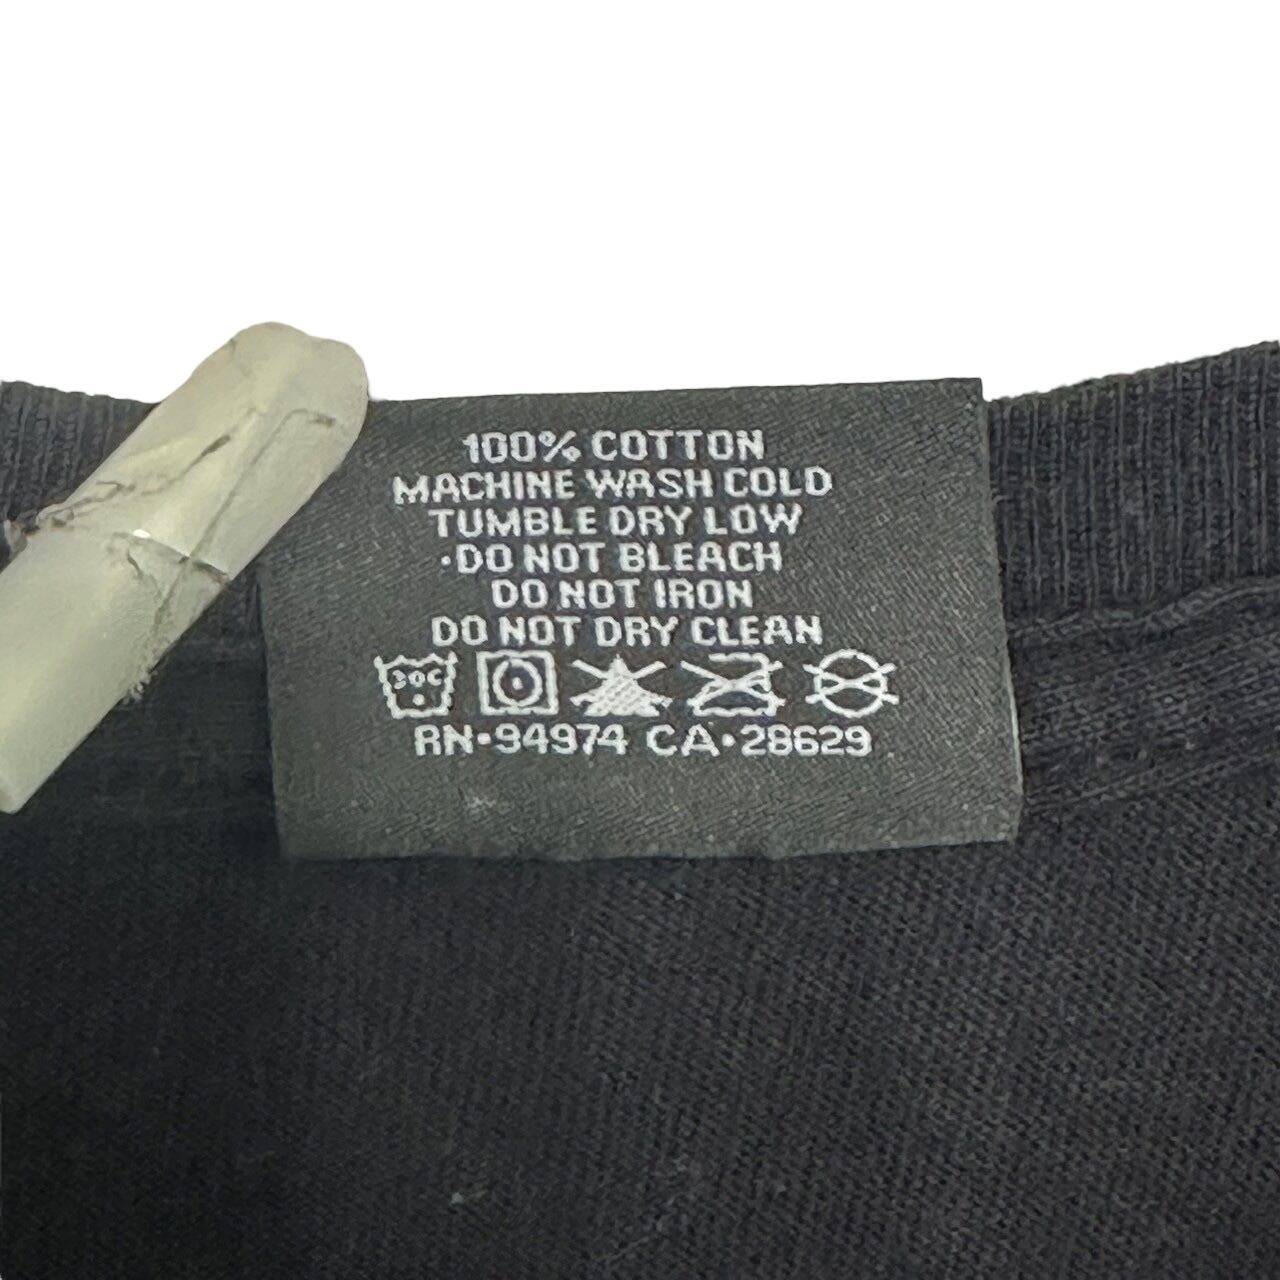 100% COTTON
MACHINE WASH COLD
TUMBLE DRY LOW
·DO NOT BLEACH
DO NOT IRON
DO NOT DRY CLEAN
30C
RN·94974 CA·28629